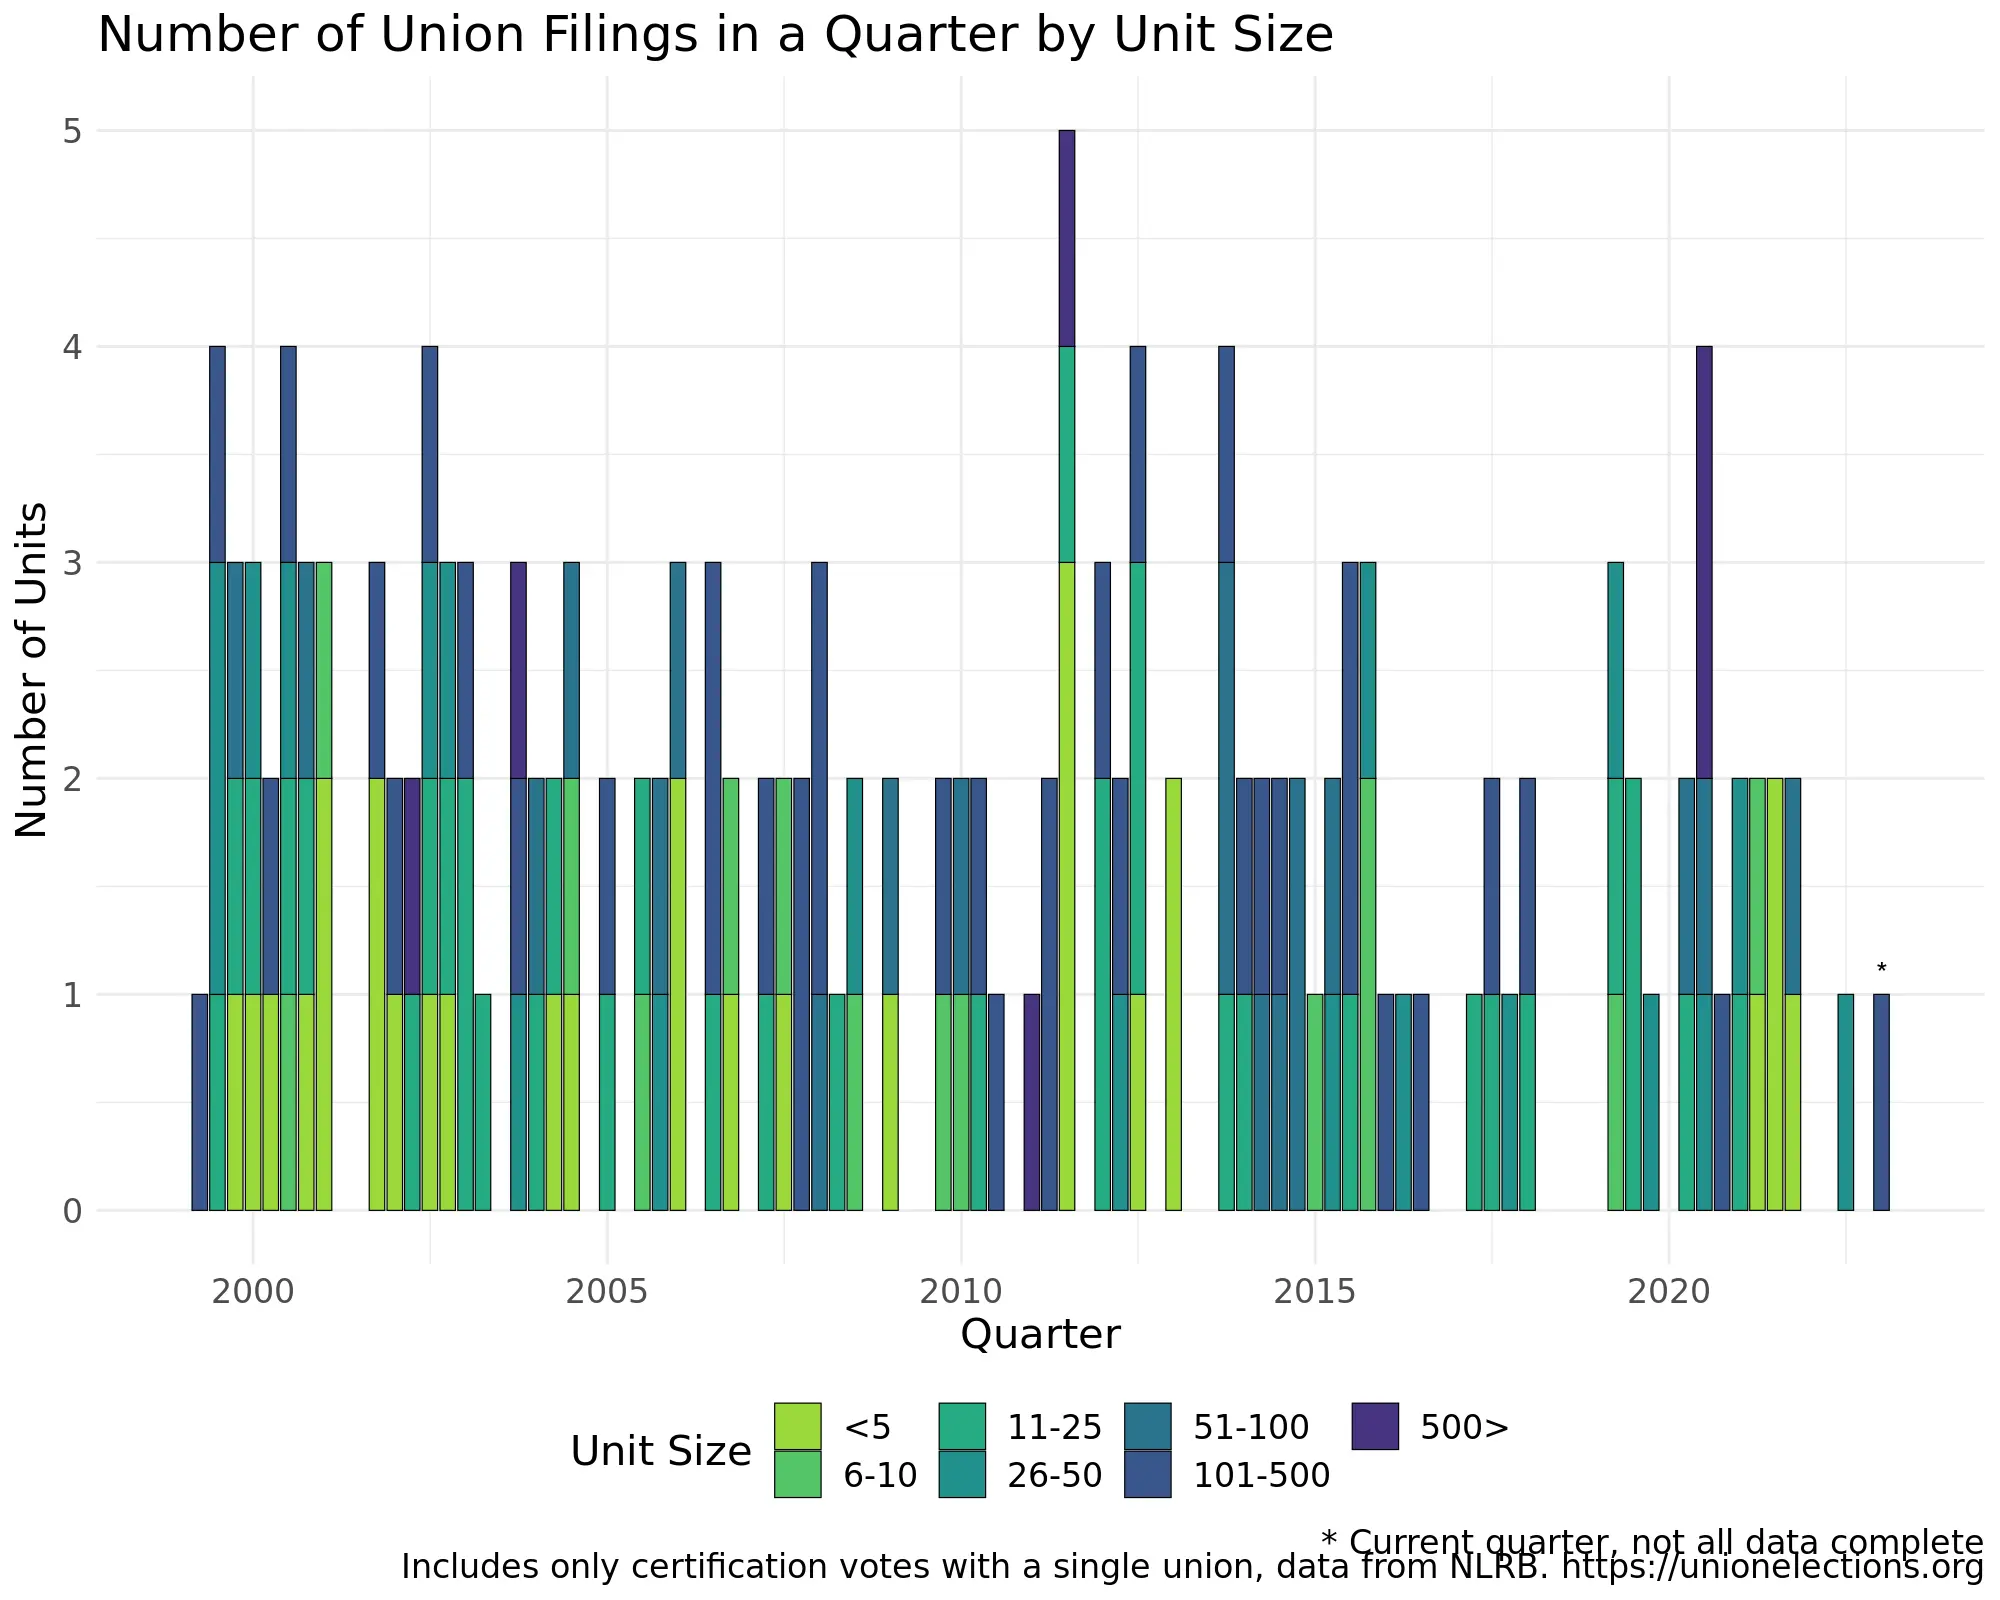 Number of Union Filings in a Quarter by Unit Size
Number of Units
5
4
3
2
1
0
*
2000 2005 2010 2015 2020
Quarter
Unit Size
<5 11-25 51-100 500>
6-10 26-50 101-500
* Current quarter, not all data complete
Includes only certification votes with a single union, data from NLRB. https://unionelections.org